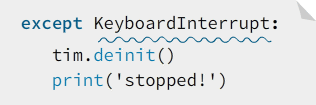 except KeyboardInterrupt:
tim.deinit()
print('stopped!')